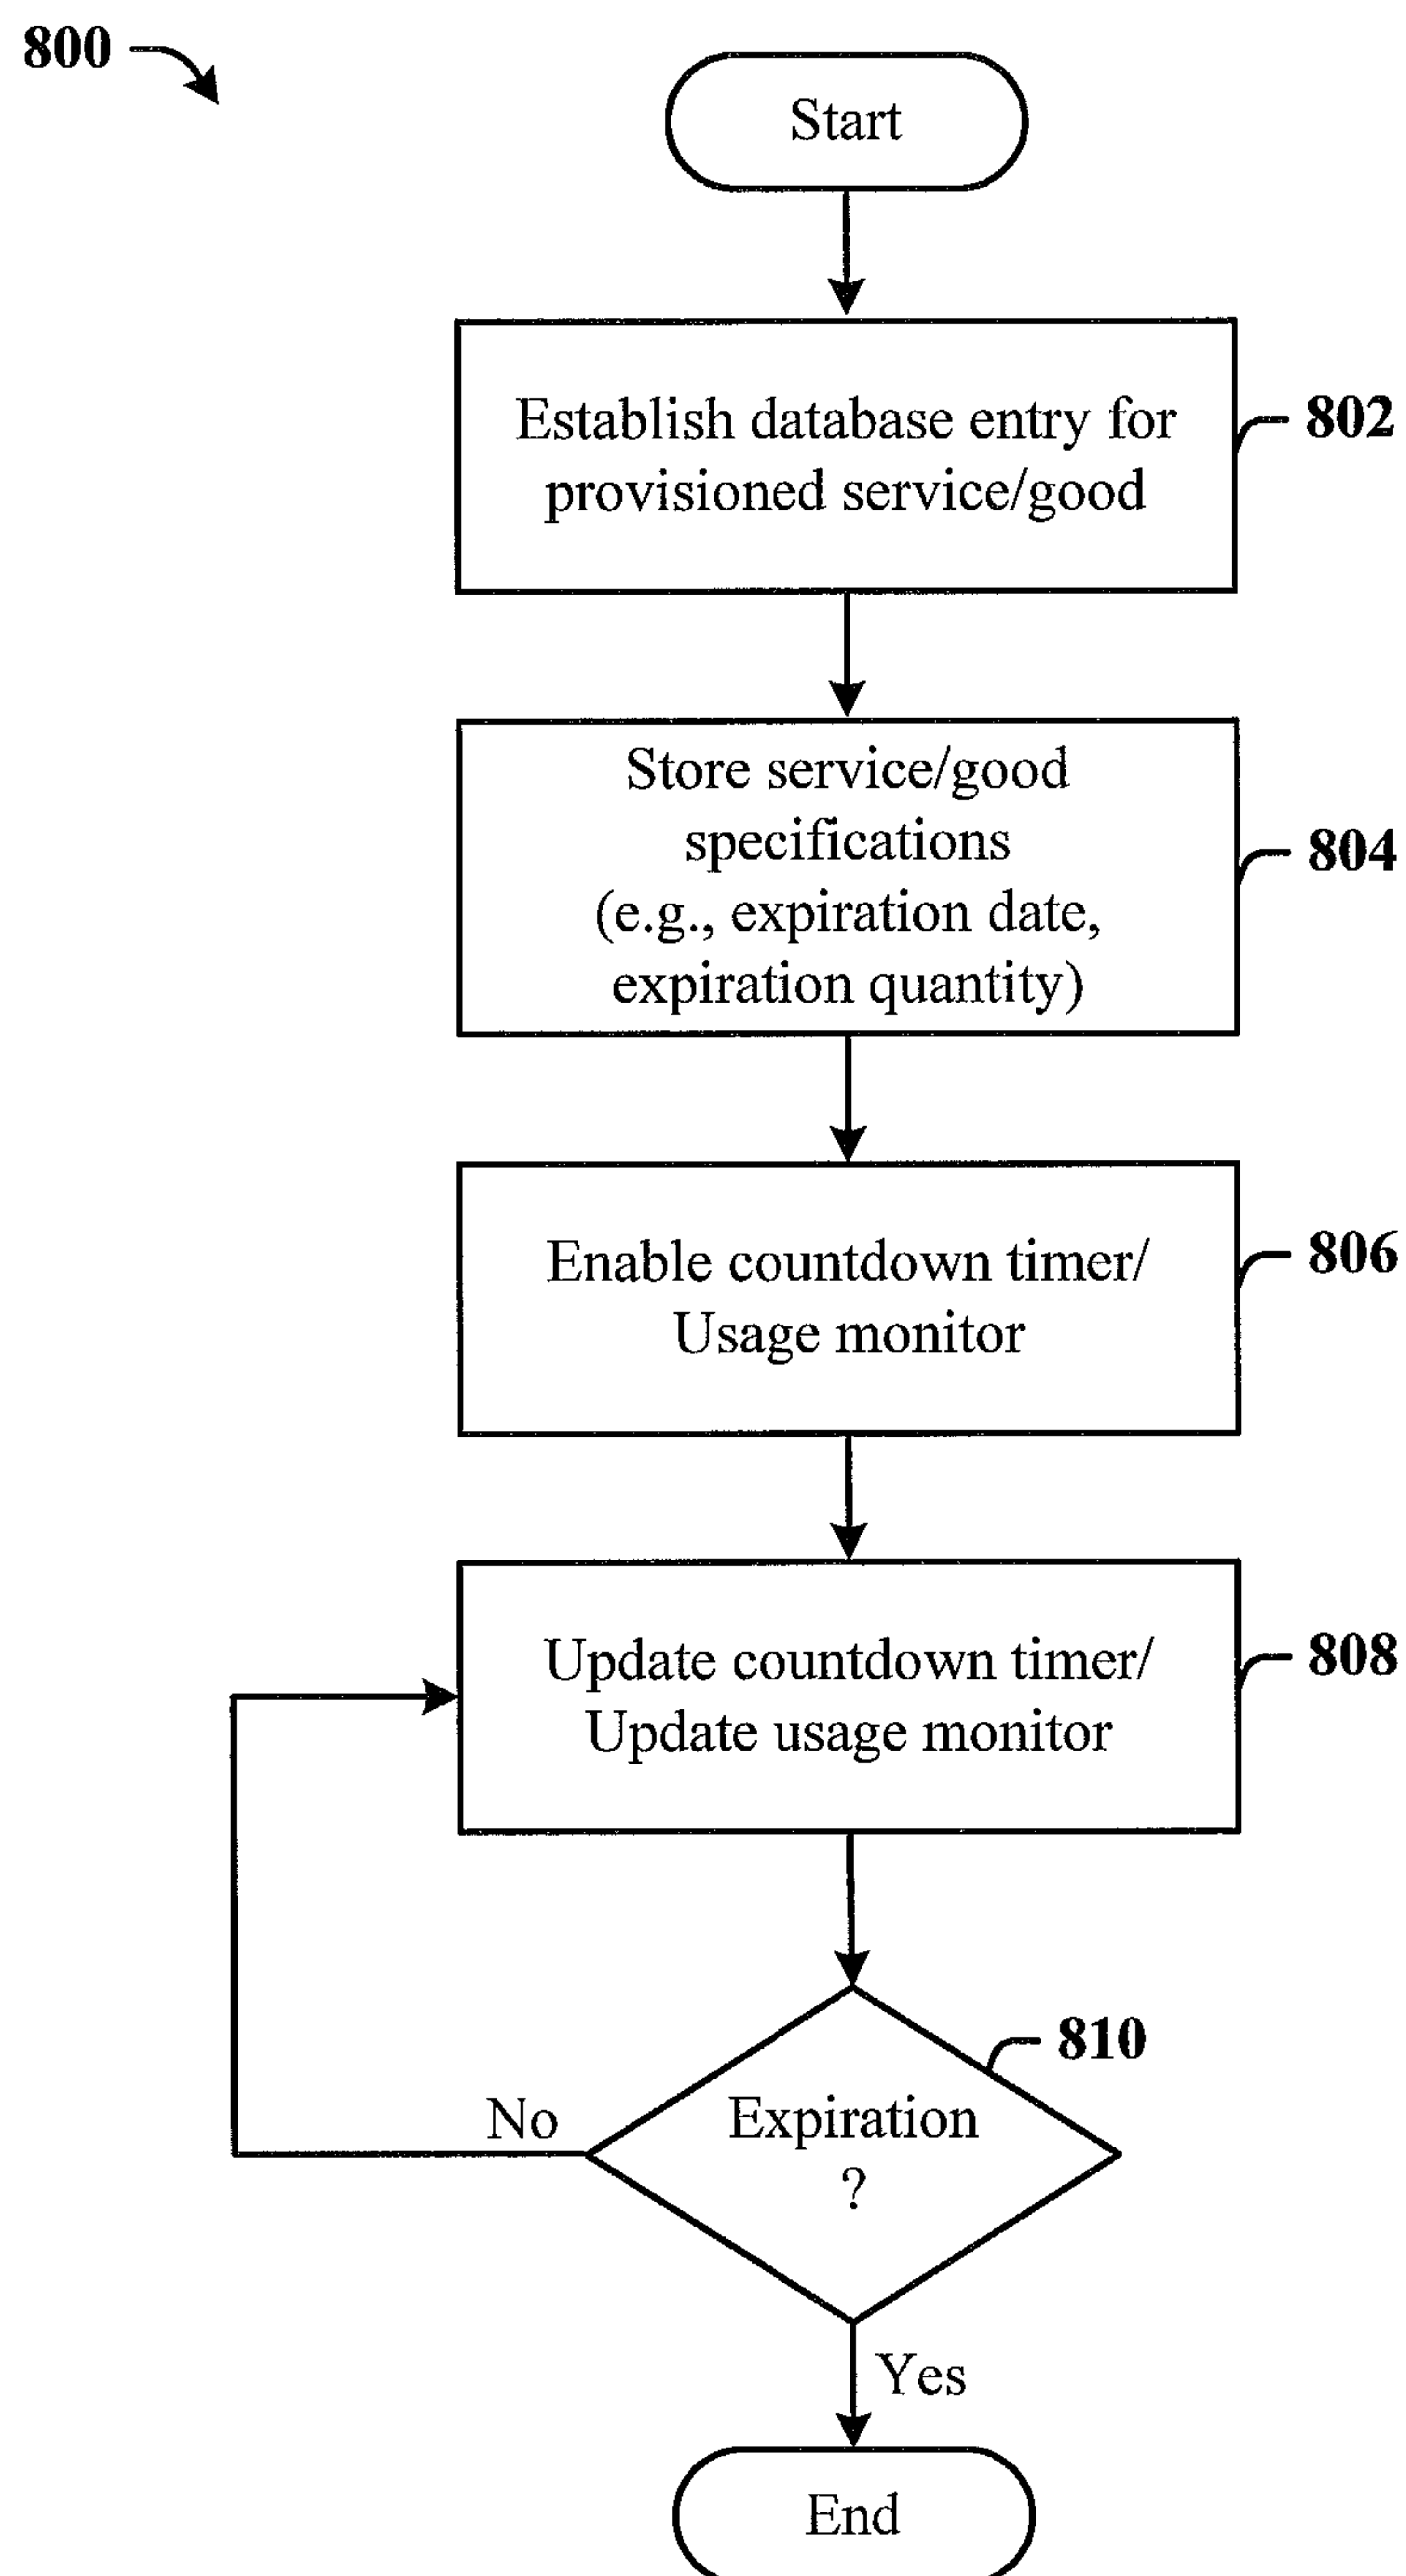 800
Start
Establish database entry for
provisioned service/good
802
Store service/good
specifications
(e.g., expiration date,
expiration quantity)
804
Enable countdown timer/
Usage monitor
806
Update countdown timer/
Update usage monitor
808
810
Expiration
?
No
Yes
End